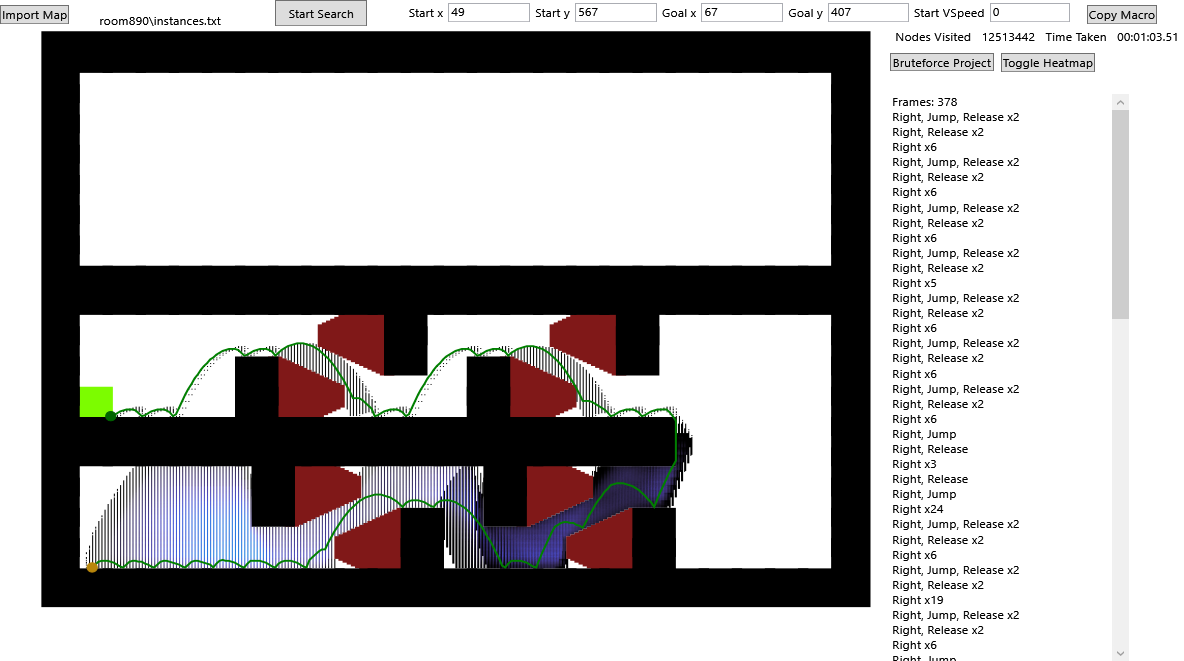 Import Map
room890\instances.txt
Start Search
Start x 49 Start y 567 Goal x 67 Goal y 407 Start VSpeed 0
Copy Macro
Nodes Visited 12513442 Time Taken 00:01:03.51
Bruteforce Project Toggle Heatmap
Frames: 378
Right, Jump, Release x2
Right, Release x2
Right x6
Right, Jump, Release x2
Right, Release x2
Right x6
Right, Jump, Release x2
Right, Release x2
Right x6
Right, Jump, Release x2
Right, Release x2
Right x5
Right, Jump, Release x2
Right, Release x2
Right x6
Right, Jump, Release x2
Right, Release x2
Right x6
Right, Jump, Release x2
Right, Release x2
Right x6
Right, Jump
Right, Release
Right x3
Right, Release
Right, Jump
Right x24
Right, Jump, Release x2
Right, Release x2
Right x6
Right, Jump, Release x2
Right, Release x2
Right x19
Right, Jump, Release x2
Right, Release x2
Right x6
Right, Jump